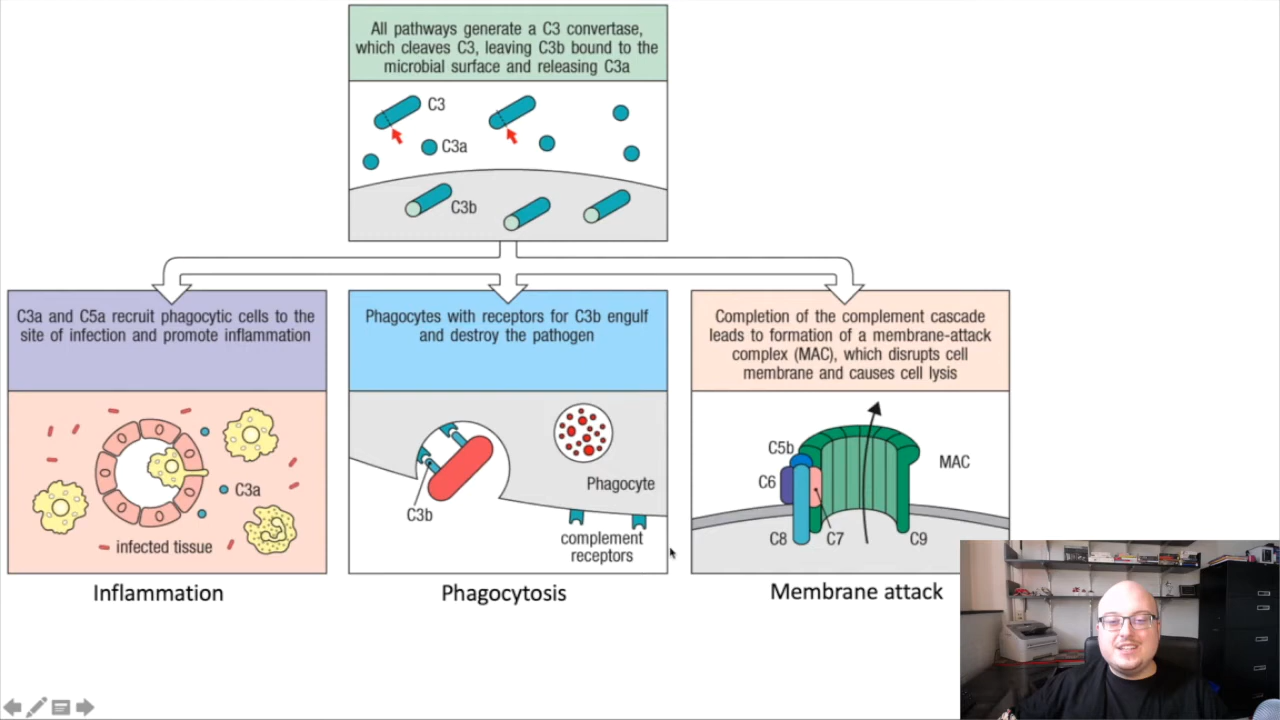 All pathways generate a C3 convertase,
which cleaves C3, leaving C3b bound to the
microbial surface and releasing C3a
C3
C3a
C3b
C3a and C5a recruit phagocytic cells to the
site of infection and promote inflammation
C3a
infected tissue
Inflammation
Phagocytes with receptors for C3b engulf
and destroy the pathogen
Phagocyte
C3b
complement
receptors
Phagocytosis
Completion of the complement cascade
leads to formation of a membrane-attack
complex (MAC), which disrupts cell
membrane and causes cell lysis
C5b
MAC
C6
C8
C7
C9
Membrane attack